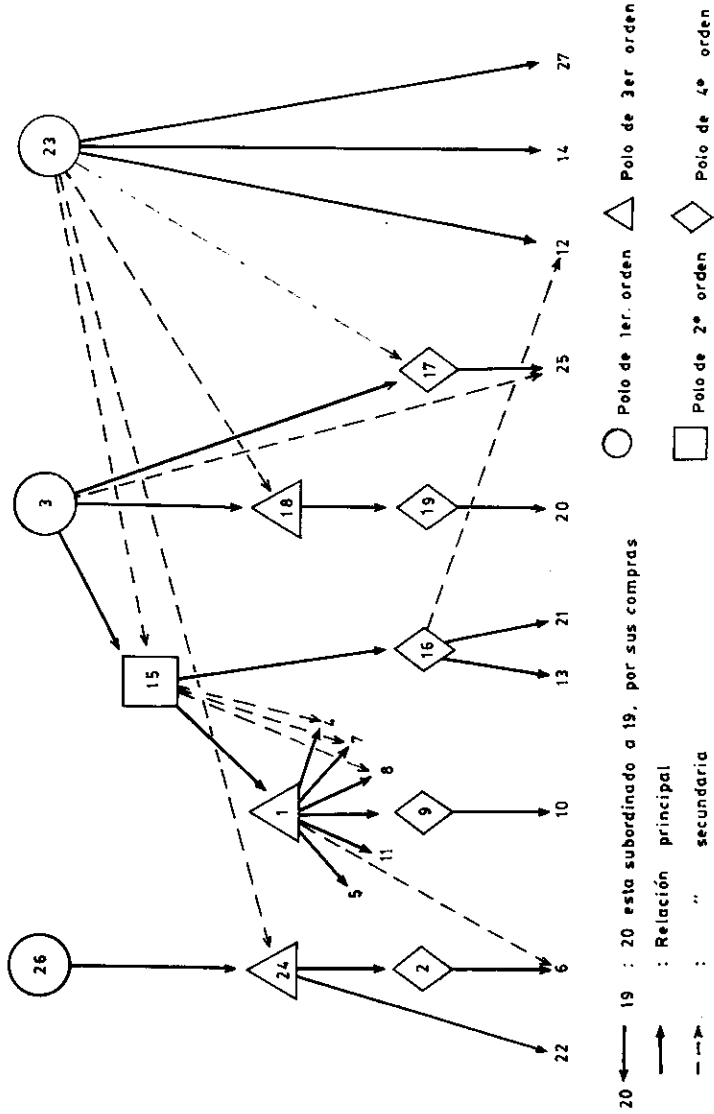 26 3 23
15
24 1 18
4
7
8
11
5
2 9 16 19 17
22 6 10 13 21 20 25 12 14 27
20 19 : 20 esta subordinado a 19, por sus compras
: Relación principal
: " secundaria
Polo de 1er. orden
Polo de 2º orden
Polo de 3er orden
Polo de 4º orden